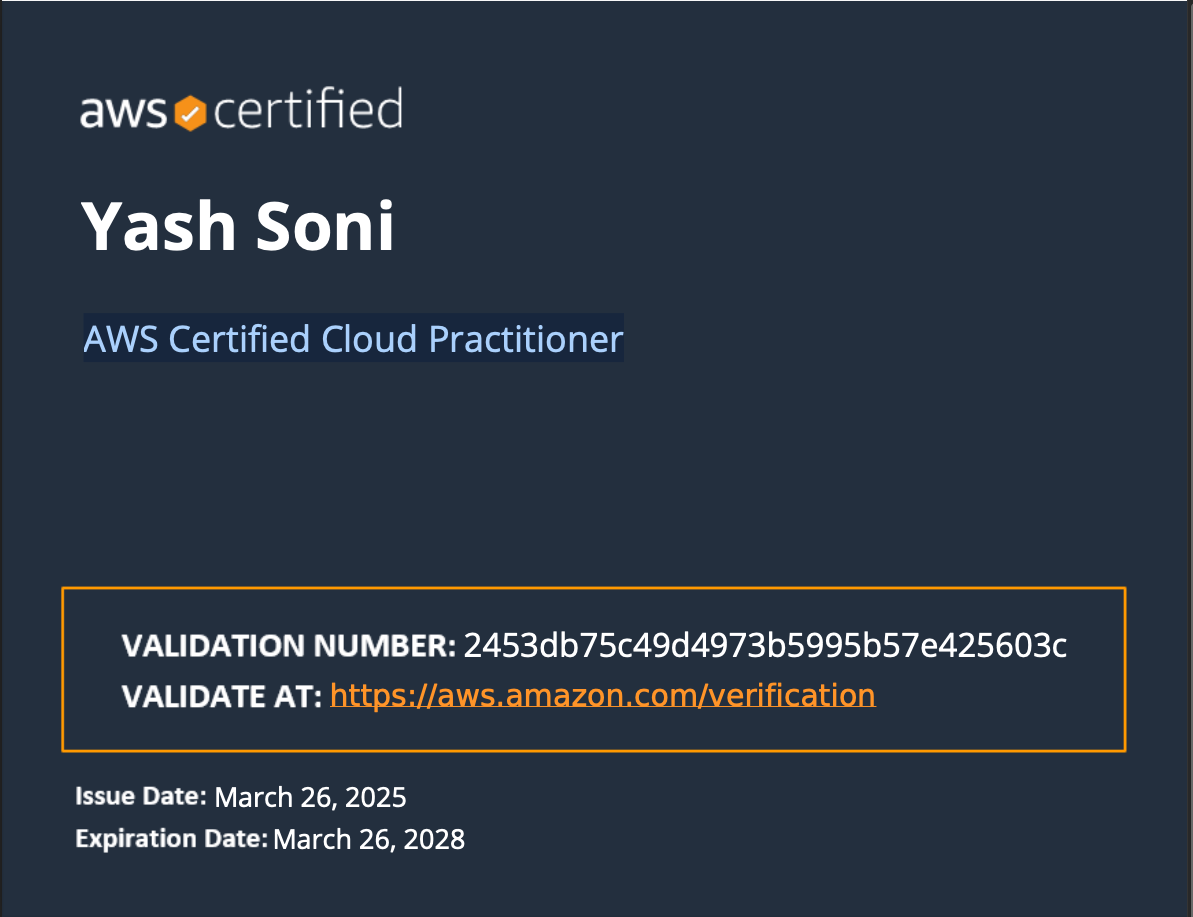 aws certified
Yash Soni
AWS Certified Cloud Practitioner
VALIDATION NUMBER: 2453db75c49d4973b5995b57e425603c
VALIDATE AT: https://aws.amazon.com/verification
Issue Date: March 26, 2025
Expiration Date: March 26, 2028